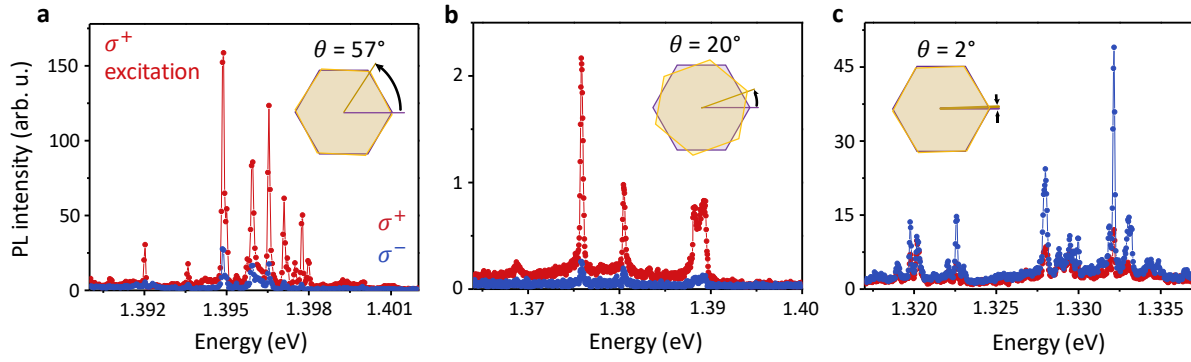 a
σ⁺
excitation
θ = 57°
σ⁺
σ⁻
150
100
50
0
1.392
1.395
1.398
1.401
PL intensity (arb. u.)
Energy (eV)
b
θ = 20°
2
1
0
1.37
1.38
1.39
1.40
Energy (eV)
c
θ = 2°
45
30
15
0
1.320
1.325
1.330
1.335
Energy (eV)